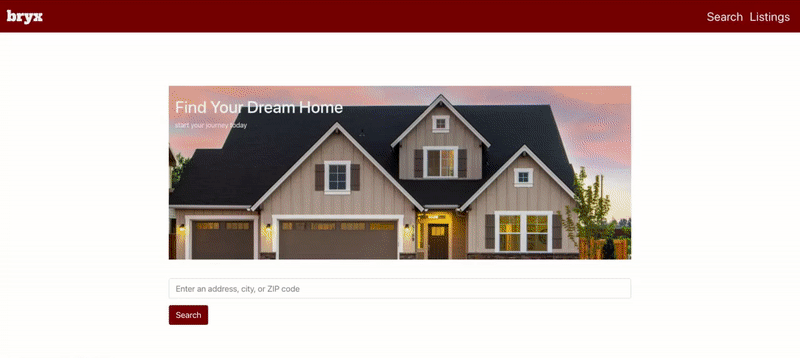 bryx
Search Listings
Find Your Dream Home
start your journey today
Enter an address, city, or ZIP code
Search